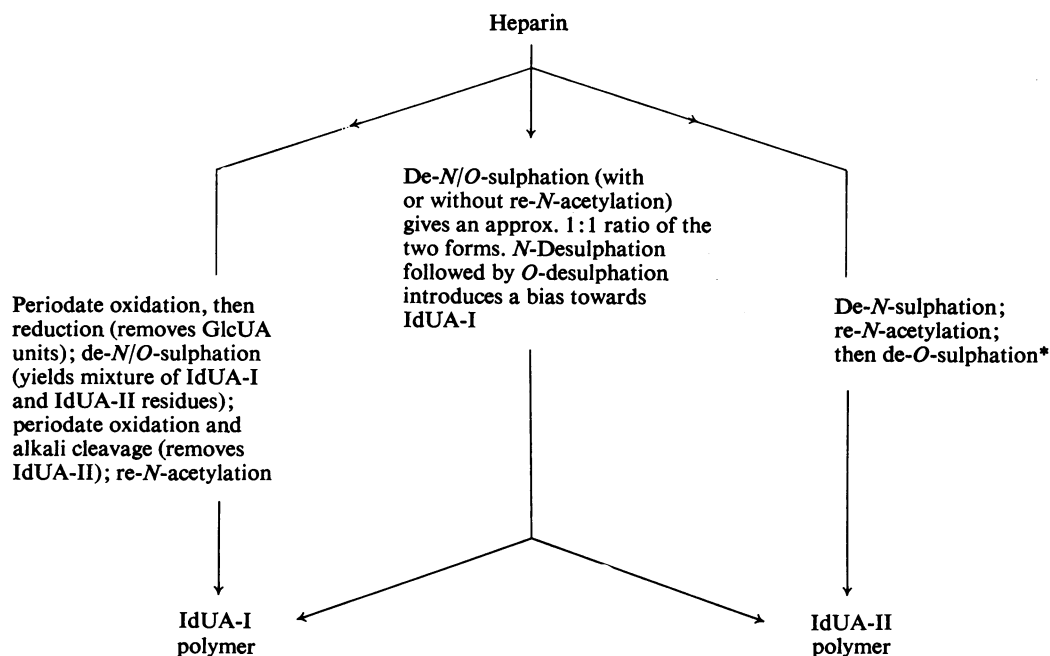 Heparin
De-N/O-sulphation (with
or without re-N-acetylation)
gives an approx. 1:1 ratio of the
two forms. N-Desulphation
followed by O-desulphation
introduces a bias towards
IdUA-I
Periodate oxidation, then
reduction (removes GlcUA
units); de-N/O-sulphation
(yields mixture of IdUA-I
and IdUA-II residues);
periodate oxidation and
alkali cleavage (removes
IdUA-II); re-N-acetylation
De-N-sulphation;
re-N-acetylation;
then de-O-sulphation*
IdUA-I
polymer
IdUA-II
polymer